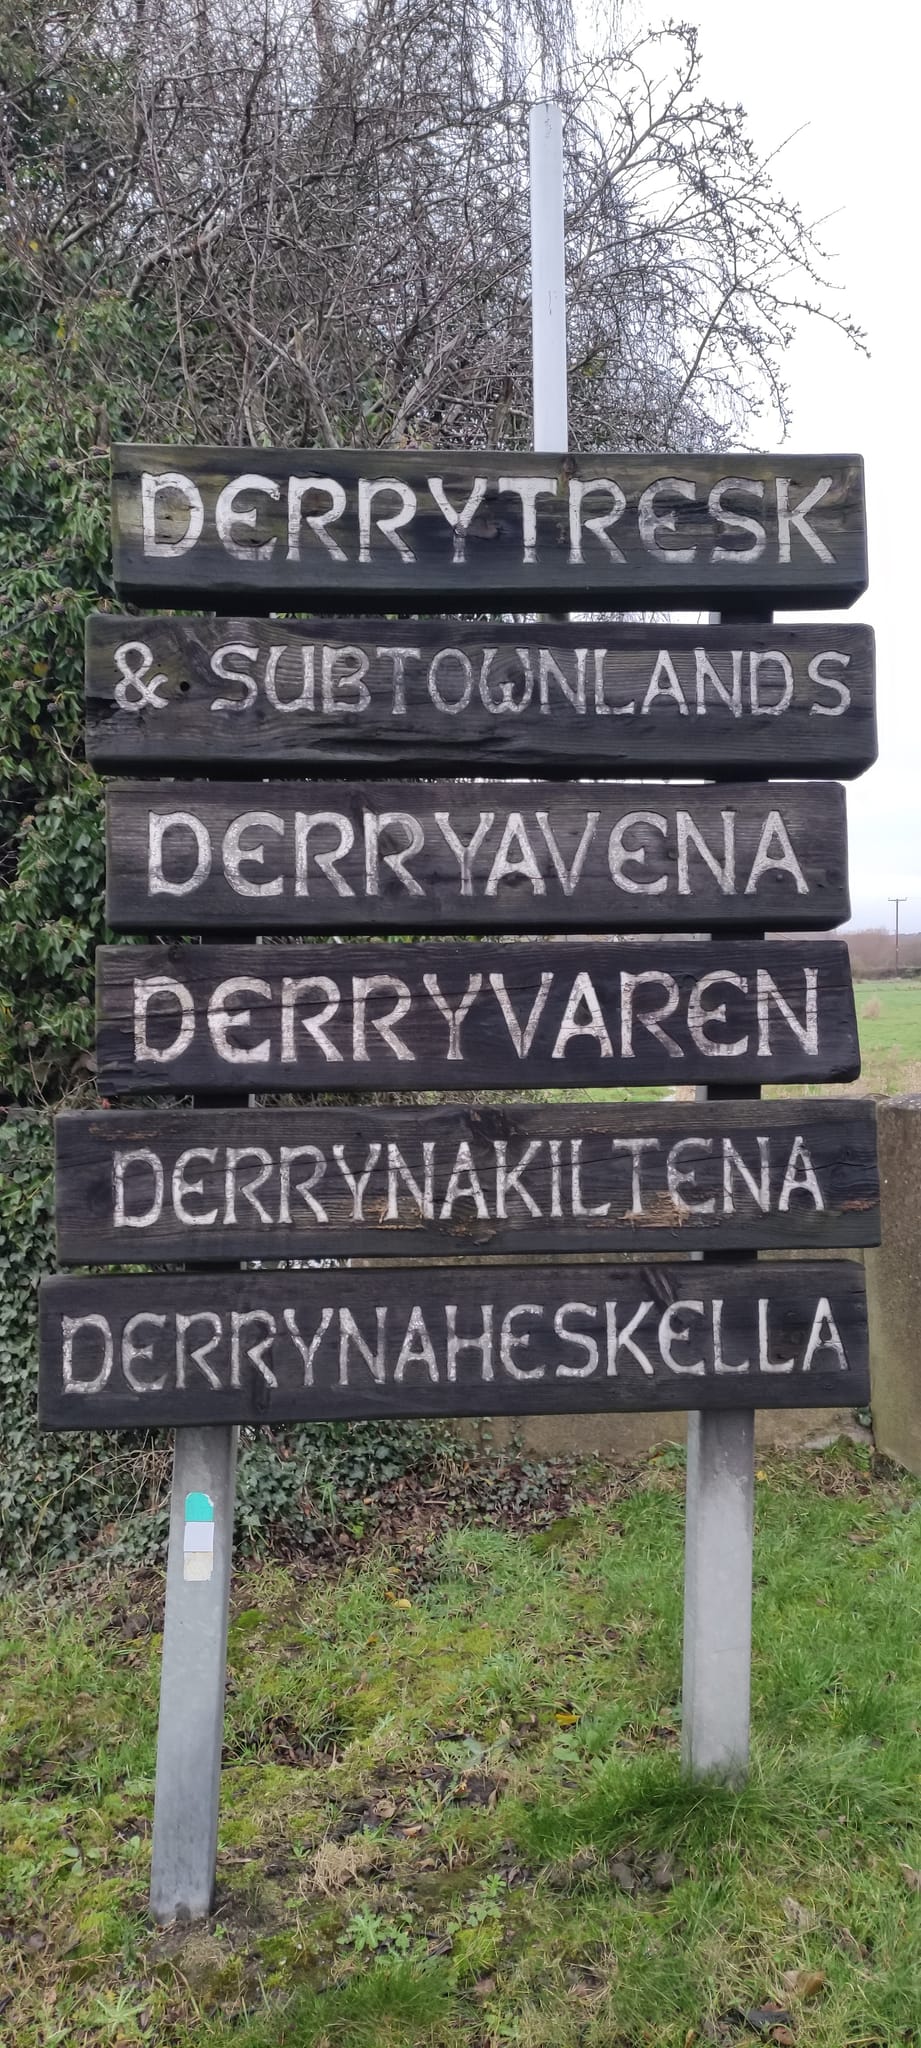 DERRYTRESK
& SUBTOWNLANDS
DERRYAVENA
DERRYVAREN
DERRYNAKILTENA
DERRYNAHESKELLA